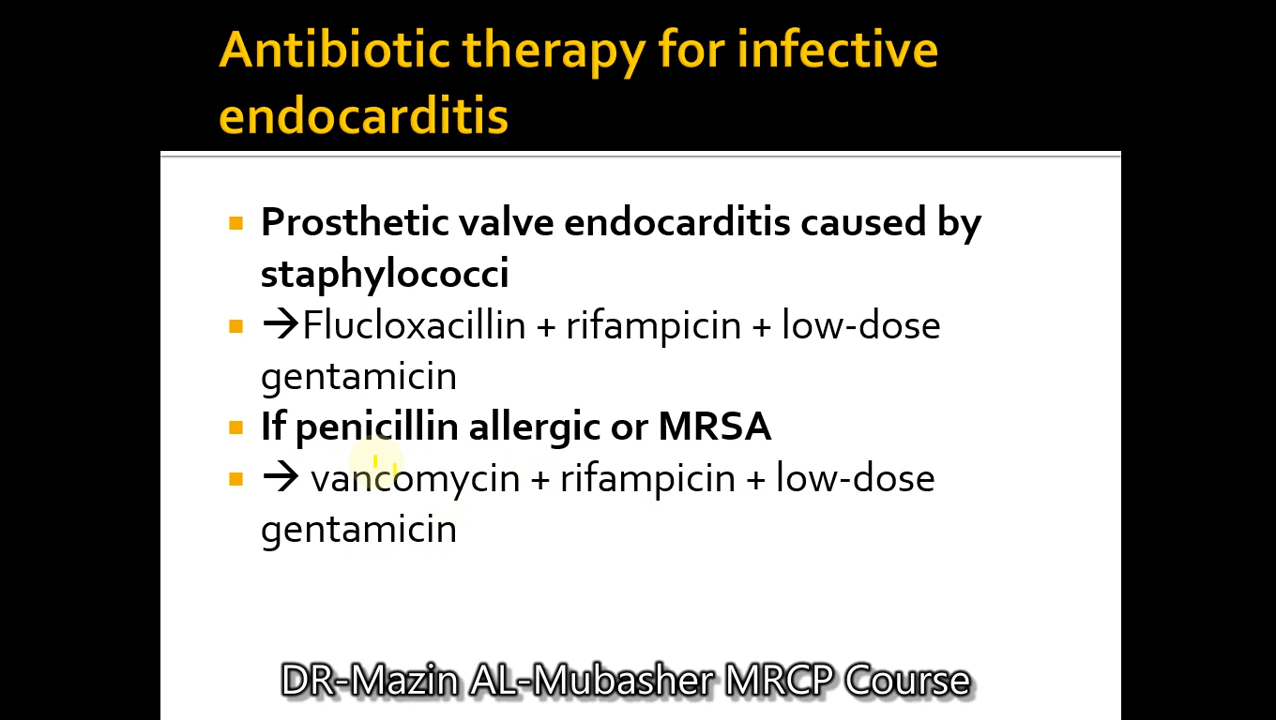 Antibiotic therapy for infective
endocarditis
Prosthetic valve endocarditis caused by
staphylococci
→Flucloxacillin + rifampicin + low-dose
gentamicin
If penicillin allergic or MRSA
→ vancomycin + rifampicin + low-dose
gentamicin
DR-Mazin AL-Mubasher MRCP Course